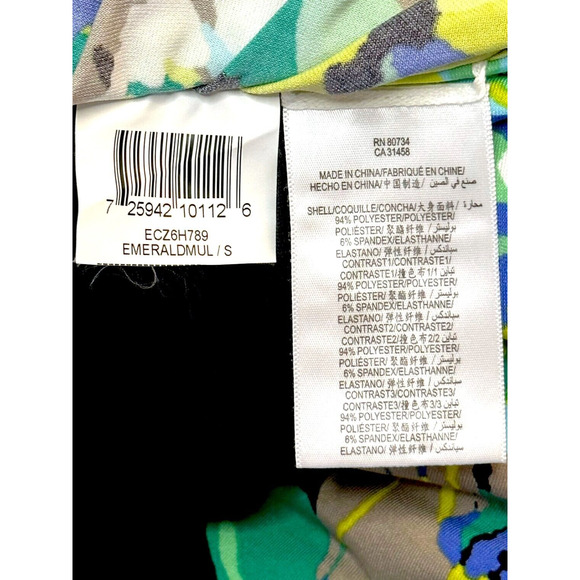 7 25942 10112 6
ECZ6H789
EMERALDMUL / S
RN 80734
CA 31458
MADE IN CHINA/FABRIQUÉ EN CHINE/
HECHO EN CHINA/中国制造/ صنع في الصين
SHELL/COQUILLE/CONCHA/大身面料/ محارة
94% POLYESTER/POLYESTER/
POLIÉSTER/ 聚酯纤维 / بوليستر
6% SPANDEX/ELASTHANNE/
ELASTANO/ 弹性纤维 / سباندكس
CONTRAST1/CONTRASTE1/
CONTRASTE1/撞色布1/ تباين 1
94% POLYESTER/POLYESTER/
POLIÉSTER/ 聚酯纤维 / بوليستر
6% SPANDEX/ELASTHANNE/
ELASTANO/ 弹性纤维 / سباندكس
CONTRAST2/CONTRASTE2/
CONTRASTE2/撞色布2/ تباين 2
94% POLYESTER/POLYESTER/
POLIÉSTER/ 聚酯纤维 / بوليستر
6% SPANDEX/ELASTHANNE/
ELASTANO/ 弹性纤维 / سباندكس
CONTRAST3/CONTRASTE3/
CONTRASTE3/撞色布3/ تباين 3
94% POLYESTER/POLYESTER/
POLIÉSTER/ 聚酯纤维 / بوليستر
6% SPANDEX/ELASTHANNE/
ELASTANO/ 弹性纤维 / سباندكس